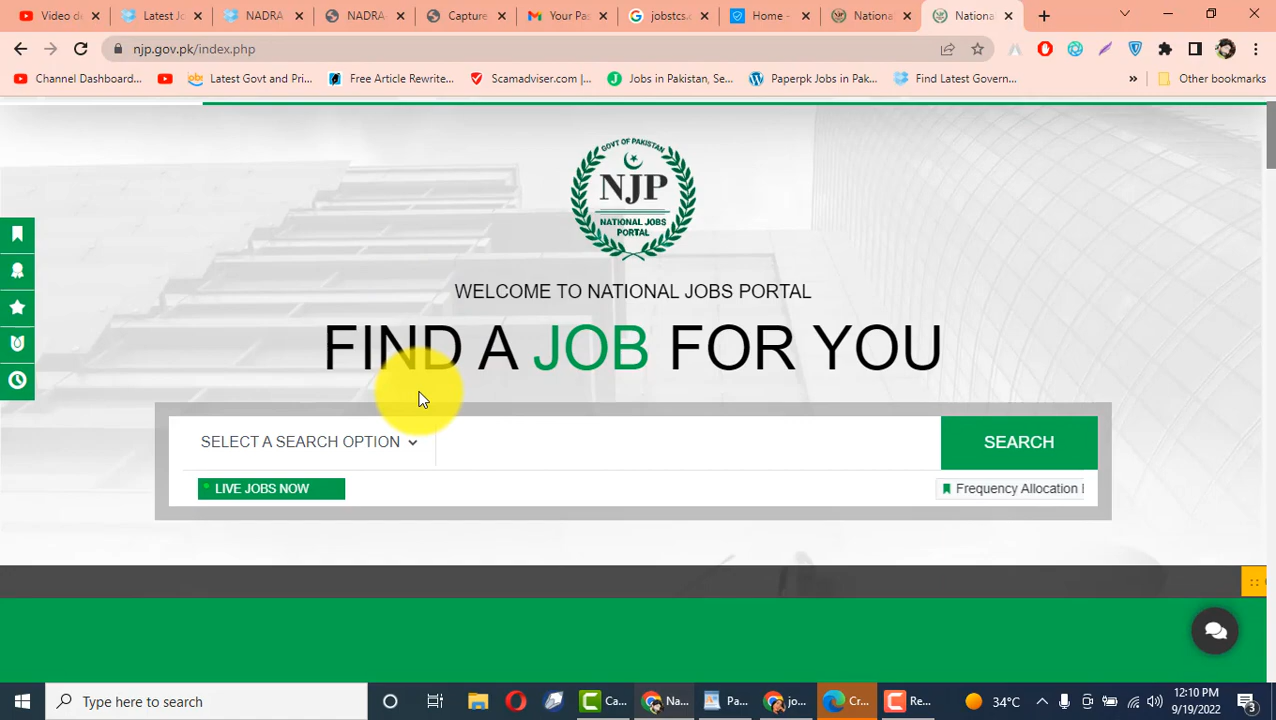 Video d
Latest J
NADRA
NADRA
Capture
Your Pa
jobstcs.c
Home -
Nationa
Nationa
njp.gov.pk/index.php
Channel Dashboard...
Latest Govt and Pri...
Free Article Rewrite...
Scamadviser.com |...
Jobs in Pakistan, Se...
Paperpk Jobs in Pak...
Find Latest Govern...
»
Other bookmarks
GOVT OF PAKISTAN
NJP
NATIONAL JOBS
PORTAL
WELCOME TO NATIONAL JOBS PORTAL
FIND A JOB FOR YOU
SELECT A SEARCH OPTION
SEARCH
LIVE JOBS NOW
Frequency Allocation
Type here to search
Ca...
Na...
Pa...
jo...
Cr...
Re...
34°C
12:10 PM
9/19/2022
3